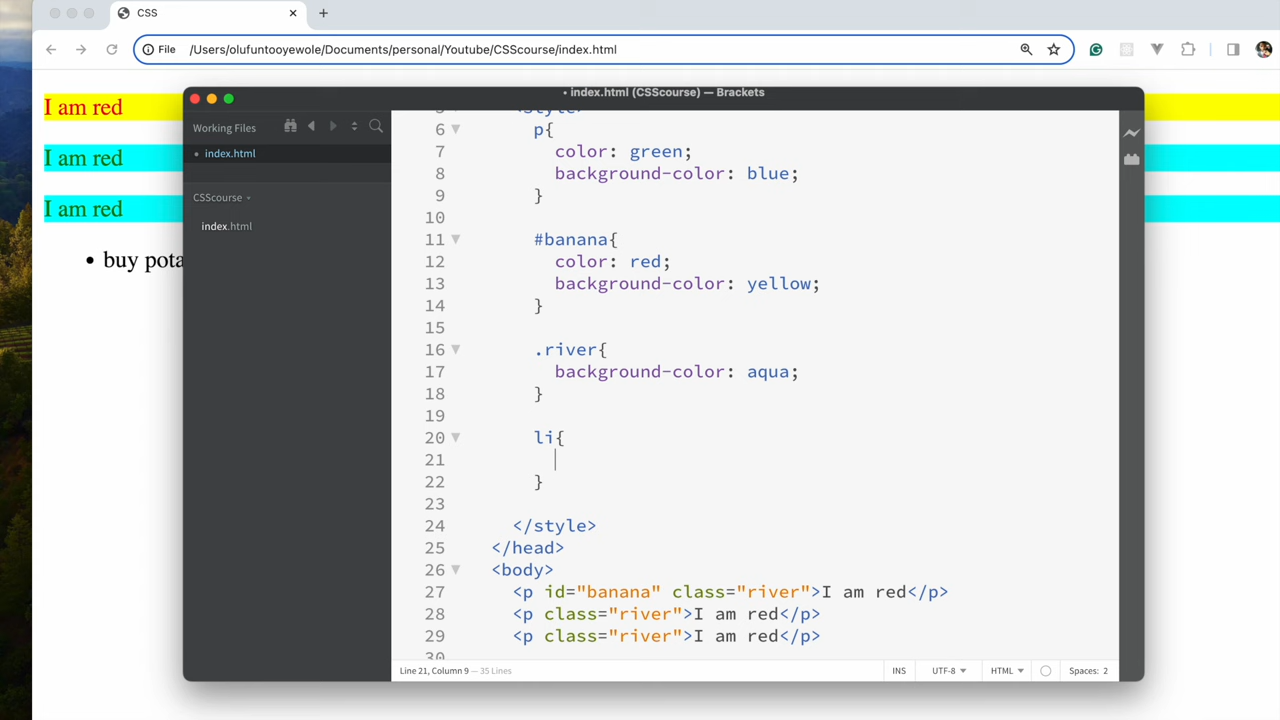 CSS
File /Users/olufuntooyewole/Documents/personal/Youtube/CSScourse/index.html
I am red
I am red
I am red
• buy pota
• index.html (CSScourse) — Brackets
Working Files
• index.html
CSScourse
index.html
6 p{
7 color: green;
8 background-color: blue;
9 }
10
11 #banana{
12 color: red;
13 background-color: yellow;
14 }
15
16 .river{
17 background-color: aqua;
18 }
19
20 li{
21
22 }
23
24 </style>
25 </head>
26 <body>
27 <p id="banana" class="river">I am red</p>
28 <p class="river">I am red</p>
29 <p class="river">I am red</p>
30
Line 21, Column 9 — 35 Lines
INS UTF-8 HTML Spaces: 2